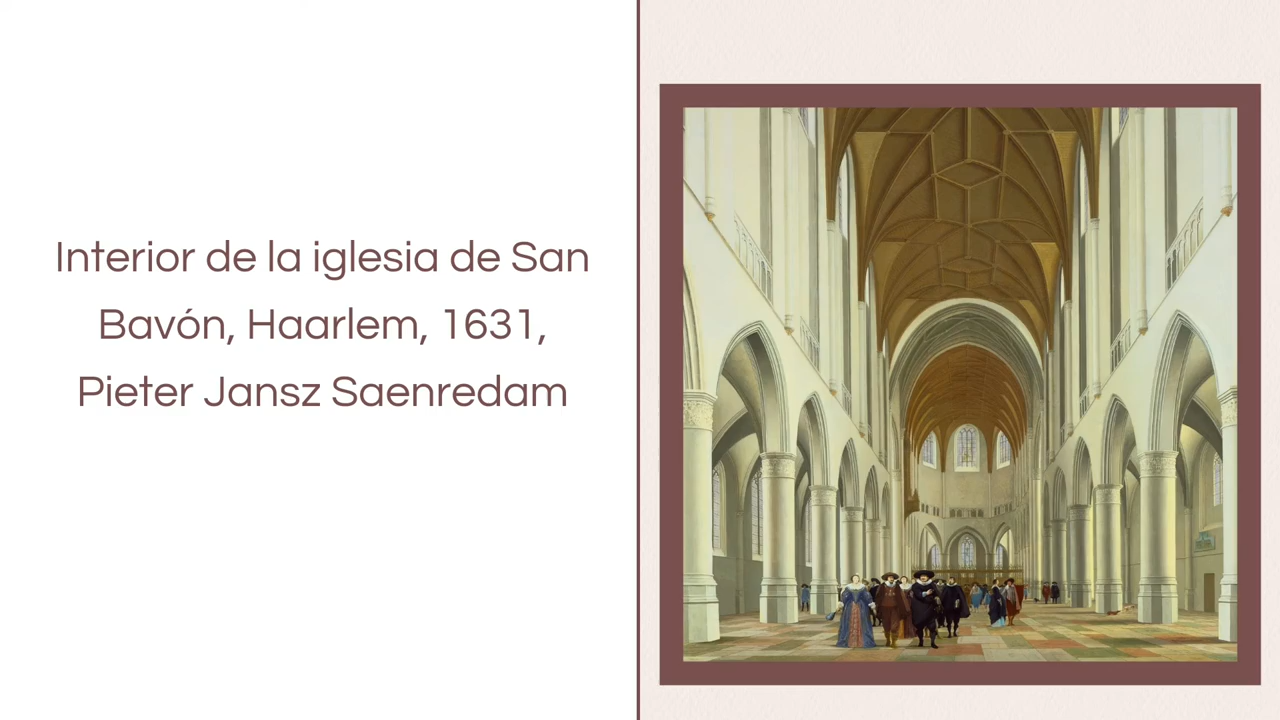 Interior de la iglesia de San
Bavón, Haarlem, 1631,
Pieter Jansz Saenredam